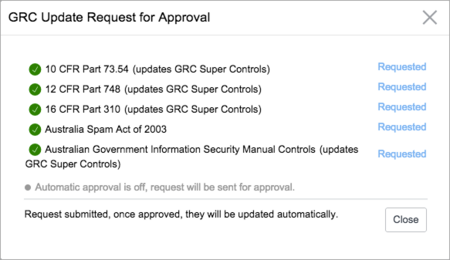 GRC Update Request for Approval
10 CFR Part 73.54 (updates GRC Super Controls) Requested
12 CFR Part 748 (updates GRC Super Controls) Requested
16 CFR Part 310 (updates GRC Super Controls) Requested
Australia Spam Act of 2003 Requested
Australian Government Information Security Manual Controls (updates Requested
GRC Super Controls)
Automatic approval is off, request will be sent for approval.
Request submitted, once approved, they will be updated automatically. Close